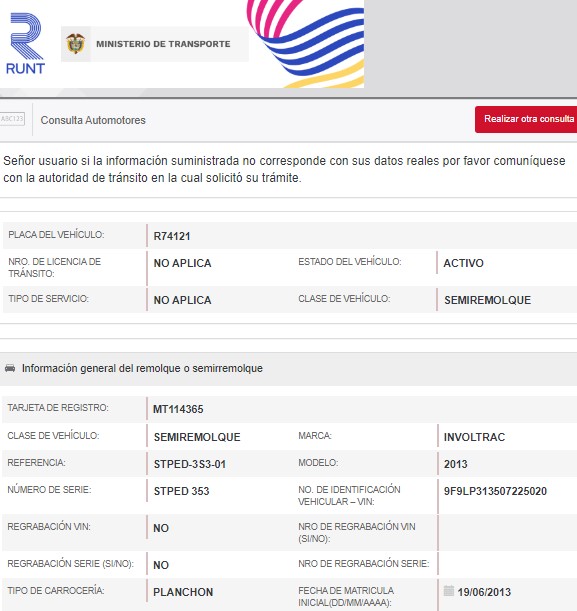 RUNT
MINISTERIO DE TRANSPORTE
ABC123
Consulta Automotores
Realizar otra consulta
Señor usuario si la información suministrada no corresponde con sus datos reales por favor comuníquese
con la autoridad de tránsito en la cual solicitó su trámite.
PLACA DEL VEHÍCULO: R74121
NRO. DE LICENCIA DE
TRÁNSITO: NO APLICA ESTADO DEL VEHÍCULO: ACTIVO
TIPO DE SERVICIO: NO APLICA CLASE DE VEHÍCULO: SEMIREMOLQUE
Información general del remolque o semirremolque
TARJETA DE REGISTRO: MT114365
CLASE DE VEHÍCULO: SEMIREMOLQUE MARCA: INVOLTRAC
REFERENCIA: STPED-3S3-01 MODELO: 2013
NÚMERO DE SERIE: STPED 353 NO. DE IDENTIFICACIÓN
VEHICULAR – VIN: 9F9LP313507225020
REGRABACIÓN VIN: NO NRO DE REGRABACIÓN VIN
(SI/NO):
REGRABACIÓN SERIE (SI/NO): NO NRO DE REGRABACIÓN SERIE:
TIPO DE CARROCERÍA: PLANCHON FECHA DE MATRICULA
INICIAL(DD/MM/AAAA): 19/06/2013